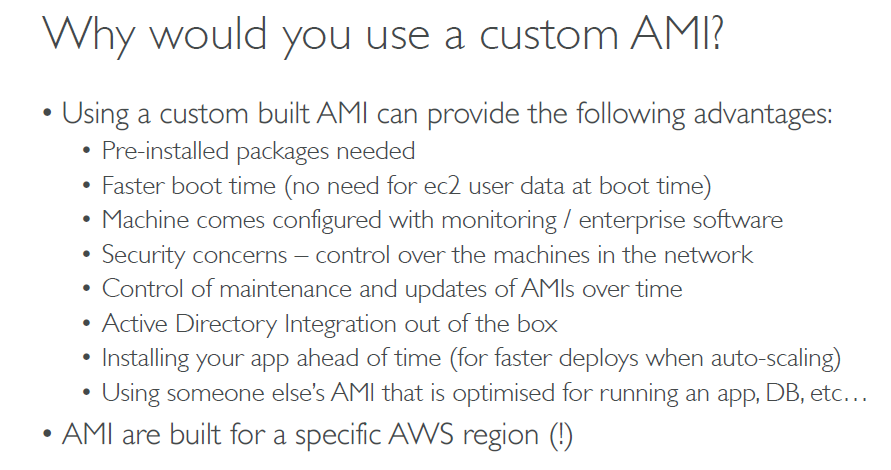 Why would you use a custom AMI?
• Using a custom built AMI can provide the following advantages:
• Pre-installed packages needed
• Faster boot time (no need for ec2 user data at boot time)
• Machine comes configured with monitoring / enterprise software
• Security concerns – control over the machines in the network
• Control of maintenance and updates of AMIs over time
• Active Directory Integration out of the box
• Installing your app ahead of time (for faster deploys when auto-scaling)
• Using someone else's AMI that is optimised for running an app, DB, etc…
• AMI are built for a specific AWS region (!)